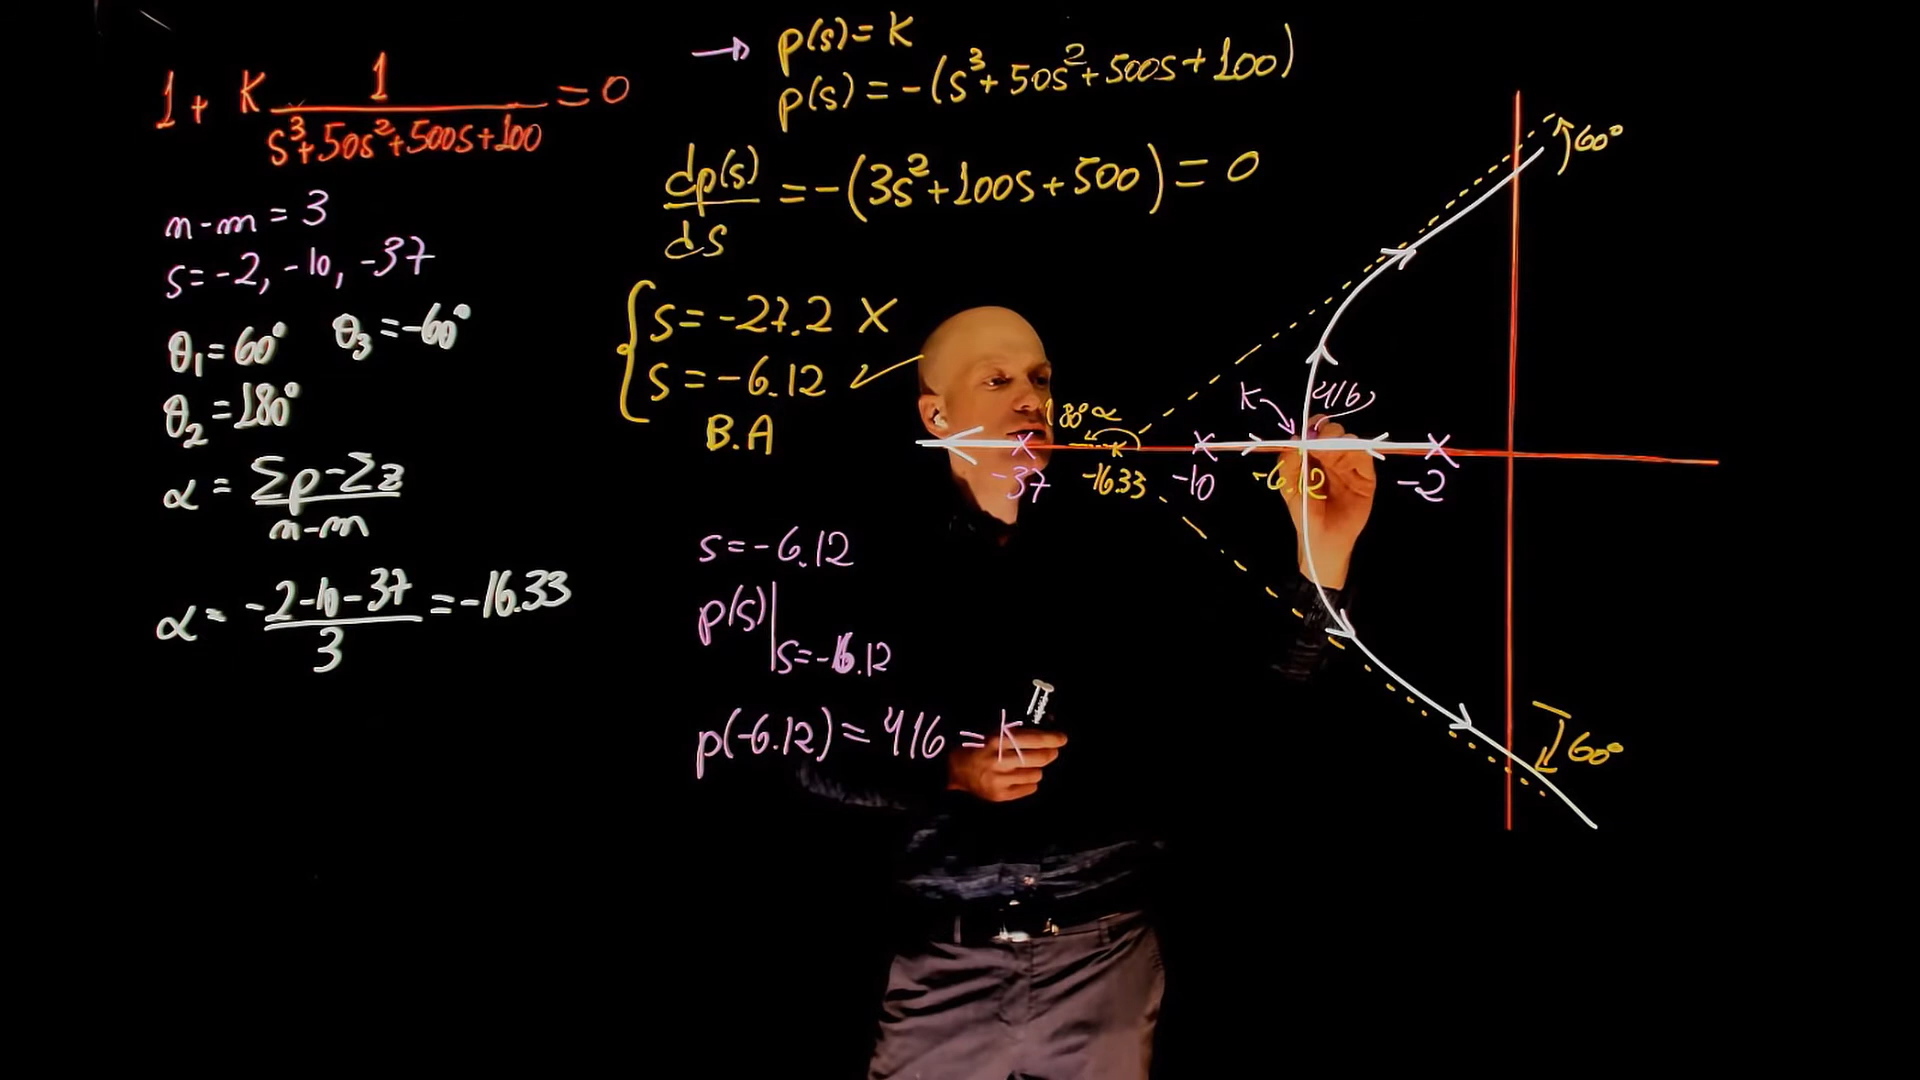 1 + K 1/(s³+50s²+500s+100) = 0
n-m = 3
s = -2, -10, -37
θ₁ = 60° θ₃ = -60°
θ₂ = 180°
α = (Σp-Σz)/(n-m)
α = (-2-10-37)/3 = -16.33
→ p(s) = K
p(s) = -(s³+50s²+500s+100)
dp(s)/ds = -(3s²+100s+500) = 0
{ s = -27.2 X
s = -6.12 ✓
B.A
s = -6.12
p(s)|s=-6.12
p(-6.12) = 416 = K
60°
K 416
180° α
-37 -16.33 -10 -6.12 -2
60°